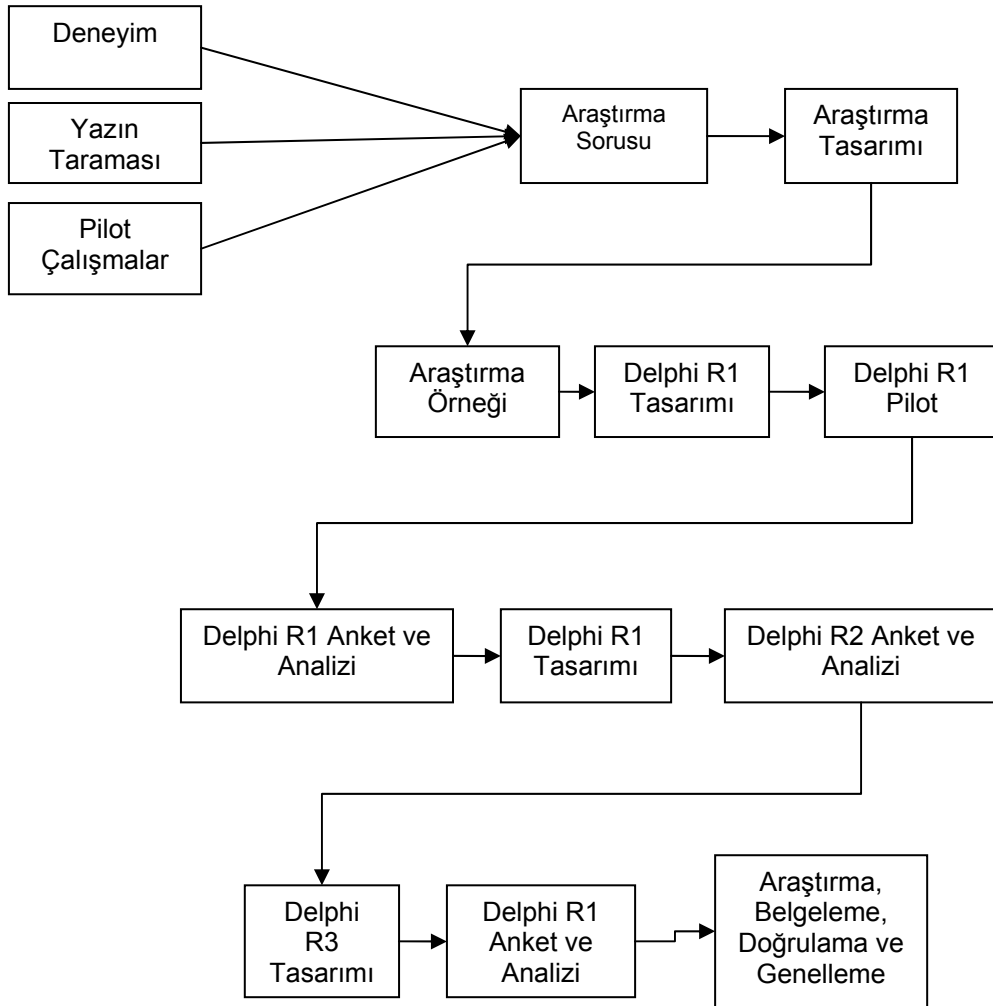 Deneyim
Yazın
Taraması
Pilot
Çalışmalar
Araştırma
Sorusu
Araştırma
Tasarımı
Araştırma
Örneği
Delphi R1
Tasarımı
Delphi R1
Pilot
Delphi R1 Anket ve
Analizi
Delphi R1
Tasarımı
Delphi R2 Anket ve
Analizi
Delphi
R3
Tasarımı
Delphi R1
Anket ve
Analizi
Araştırma,
Belgeleme,
Doğrulama ve
Genelleme